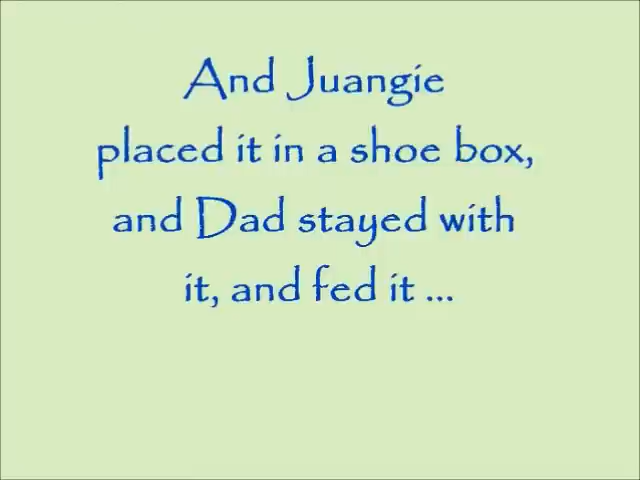 And Juangie
placed it in a shoe box,
and Dad stayed with
it, and fed it ...